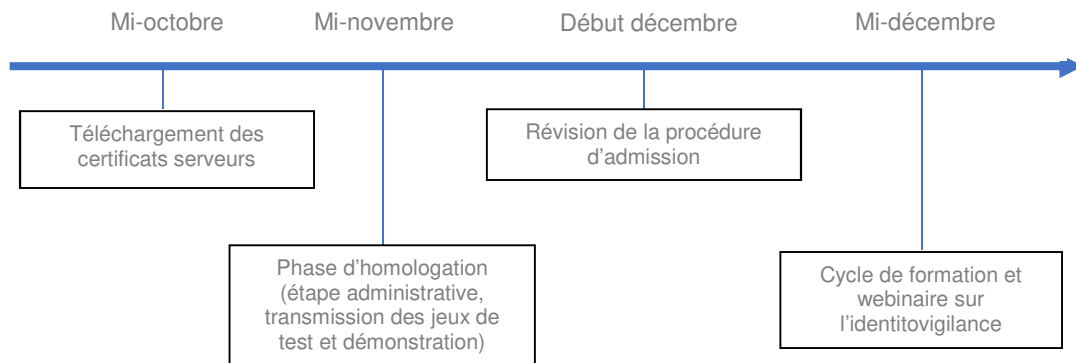 Mi-octobre
Mi-novembre
Début décembre
Mi-décembre
Téléchargement des
certificats serveurs
Révision de la procédure
d’admission
Phase d’homologation
(étape administrative,
transmission des jeux de
test et démonstration)
Cycle de formation et
webinaire sur
l’identitovigilance